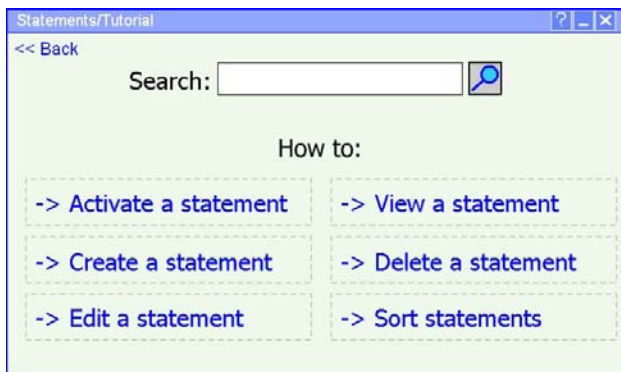 Statements/Tutorial
<< Back
Search:
How to:
-> Activate a statement
-> View a statement
-> Create a statement
-> Delete a statement
-> Edit a statement
-> Sort statements